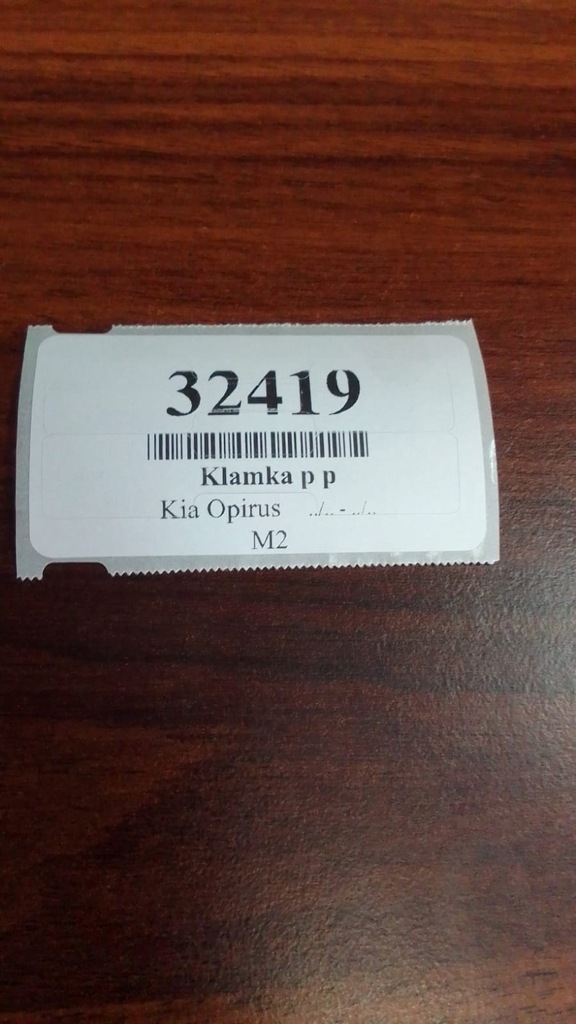 32419
Klamka p p
Kia Opirus ../.. - ../..
M2